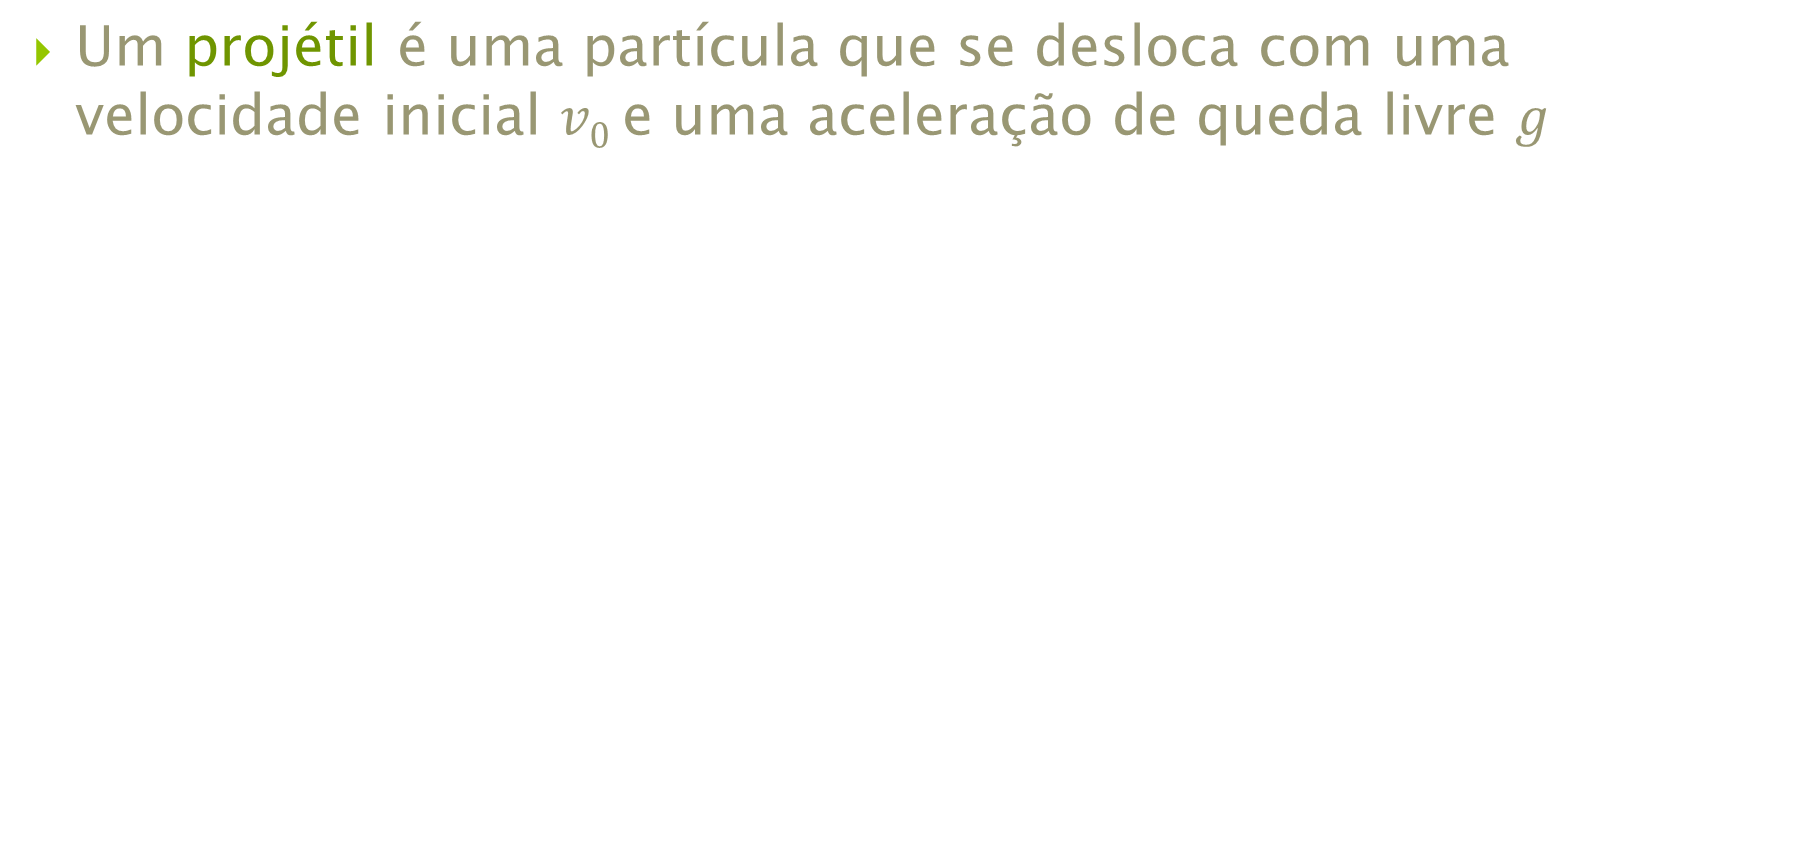 Um projétil é uma partícula que se desloca com uma
velocidade inicial v₀ e uma aceleração de queda livre g